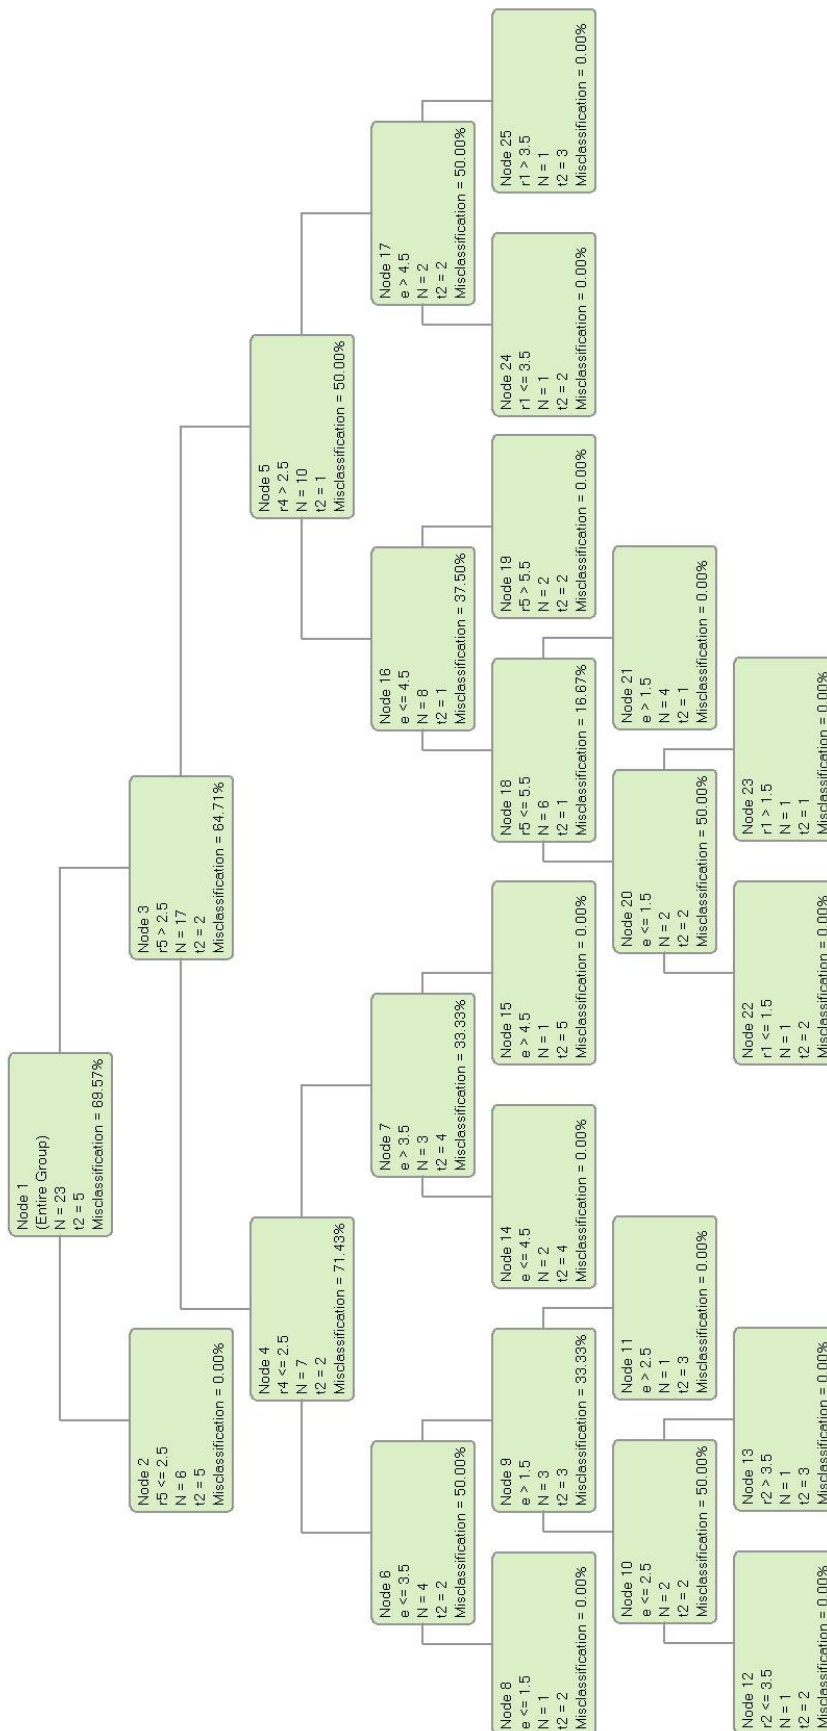 Node 1
(Entire Group)
N = 23
t2 = 5
Misclassification = 69.57%
Node 2
r5 <= 2.5
N = 6
t2 = 5
Misclassification = 0.00%
Node 3
r5 > 2.5
N = 17
t2 = 2
Misclassification = 64.71%
Node 4
r4 <= 2.5
N = 7
t2 = 2
Misclassification = 71.43%
Node 5
r4 > 2.5
N = 10
t2 = 1
Misclassification = 50.00%
Node 6
e <= 3.5
N = 4
t2 = 2
Misclassification = 50.00%
Node 7
e > 3.5
N = 3
t2 = 4
Misclassification = 33.33%
Node 16
e <= 4.5
N = 8
t2 = 1
Misclassification = 37.50%
Node 17
e > 4.5
N = 2
t2 = 2
Misclassification = 50.00%
Node 8
e <= 1.5
N = 1
t2 = 2
Misclassification = 0.00%
Node 9
e > 1.5
N = 3
t2 = 3
Misclassification = 33.33%
Node 14
e <= 4.5
N = 2
t2 = 4
Misclassification = 0.00%
Node 15
e > 4.5
N = 1
t2 = 5
Misclassification = 0.00%
Node 18
r5 <= 5.5
N = 6
t2 = 1
Misclassification = 16.67%
Node 19
r5 > 5.5
N = 2
t2 = 2
Misclassification = 0.00%
Node 24
r1 <= 3.5
N = 1
t2 = 2
Misclassification = 0.00%
Node 25
r1 > 3.5
N = 1
t2 = 3
Misclassification = 0.00%
Node 10
e <= 2.5
N = 2
t2 = 2
Misclassification = 50.00%
Node 11
e > 2.5
N = 1
t2 = 3
Misclassification = 0.00%
Node 20
e <= 1.5
N = 2
t2 = 2
Misclassification = 50.00%
Node 21
e > 1.5
N = 4
t2 = 1
Misclassification = 0.00%
Node 12
r2 <= 3.5
N = 1
t2 = 2
Misclassification = 0.00%
Node 13
r2 > 3.5
N = 1
t2 = 3
Misclassification = 0.00%
Node 22
r1 <= 1.5
N = 1
t2 = 2
Misclassification = 0.00%
Node 23
r1 > 1.5
N = 1
t2 = 1
Misclassification = 0.00%